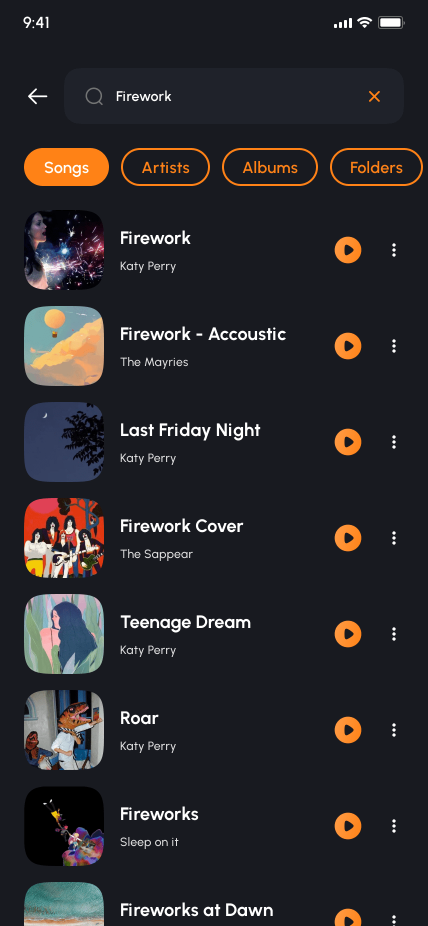 9:41
Firework
Songs
Artists
Albums
Folders
Firework
Katy Perry
Firework - Accoustic
The Mayries
Last Friday Night
Katy Perry
Firework Cover
The Sappear
Teenage Dream
Katy Perry
Roar
Katy Perry
Fireworks
Sleep on it
Fireworks at Dawn